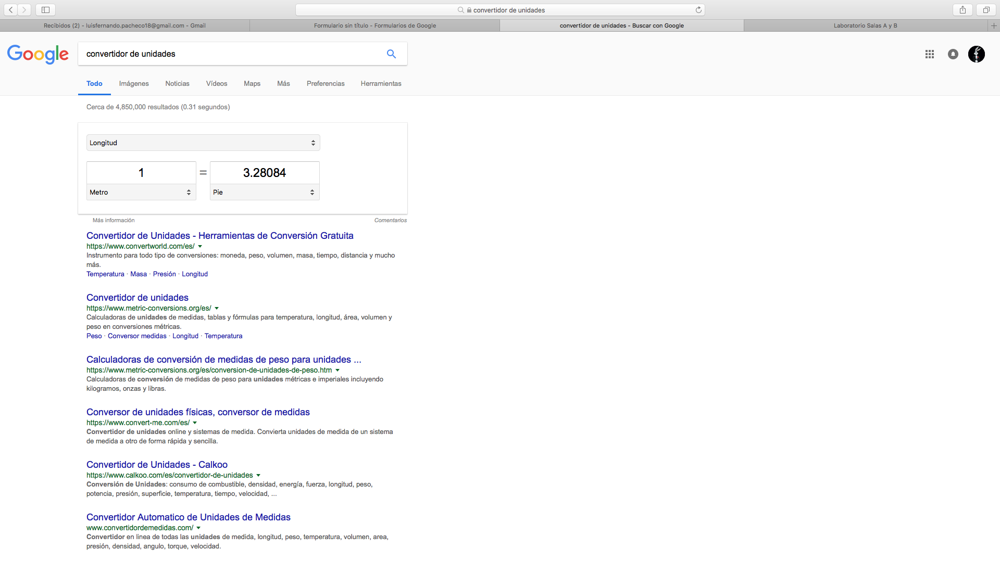 convertidor de unidades
Recibidos (2) - luisfernando.pacheco18@gmail.com - Gmail
Formulario sin título - Formularios de Google
convertidor de unidades - Buscar con Google
Laboratorio Salas A y B
Google
convertidor de unidades
Todo
Imágenes
Noticias
Vídeos
Maps
Más
Preferencias
Herramientas
Cerca de 4,850,000 resultados (0.31 segundos)
Longitud
1 = 3.28084
Metro
Pie
Más información
Comentarios
Convertidor de Unidades - Herramientas de Conversión Gratuita
https://www.convertworld.com/es/
Instrumento para todo tipo de conversiones: moneda, peso, volumen, masa, tiempo, distancia y mucho
más.
Temperatura · Masa · Presión · Longitud
Convertidor de unidades
https://www.metric-conversions.org/es/
Calculadoras de unidades de medidas, tablas y fórmulas para temperatura, longitud, área, volumen y
peso en conversiones métricas.
Peso · Conversor medidas · Longitud · Temperatura
Calculadoras de conversión de medidas de peso para unidades ...
https://www.metric-conversions.org/es/conversion-de-unidades-de-peso.htm
Calculadoras de conversión de medidas de peso para unidades métricas e imperiales incluyendo
kilogramos, onzas y libras.
Conversor de unidades físicas, conversor de medidas
https://www.convert-me.com/es/
Convertidor de unidades online y sistemas de medida. Convierta unidades de medida de un sistema
de medida a otro de forma rápida y sencilla.
Convertidor de Unidades - Calkoo
https://www.calkoo.com/es/convertidor-de-unidades
Conversión de Unidades: consumo de combustible, densidad, energía, fuerza, longitud, peso,
potencia, presión, superficie, temperatura, tiempo, velocidad, ...
Convertidor Automatico de Unidades de Medidas
www.convertidordemedidas.com/
Convertidor en linea de todas las unidades de medida, longitud, peso, temperatura, volumen, area,
presión, densidad, angulo, torque, velocidad.